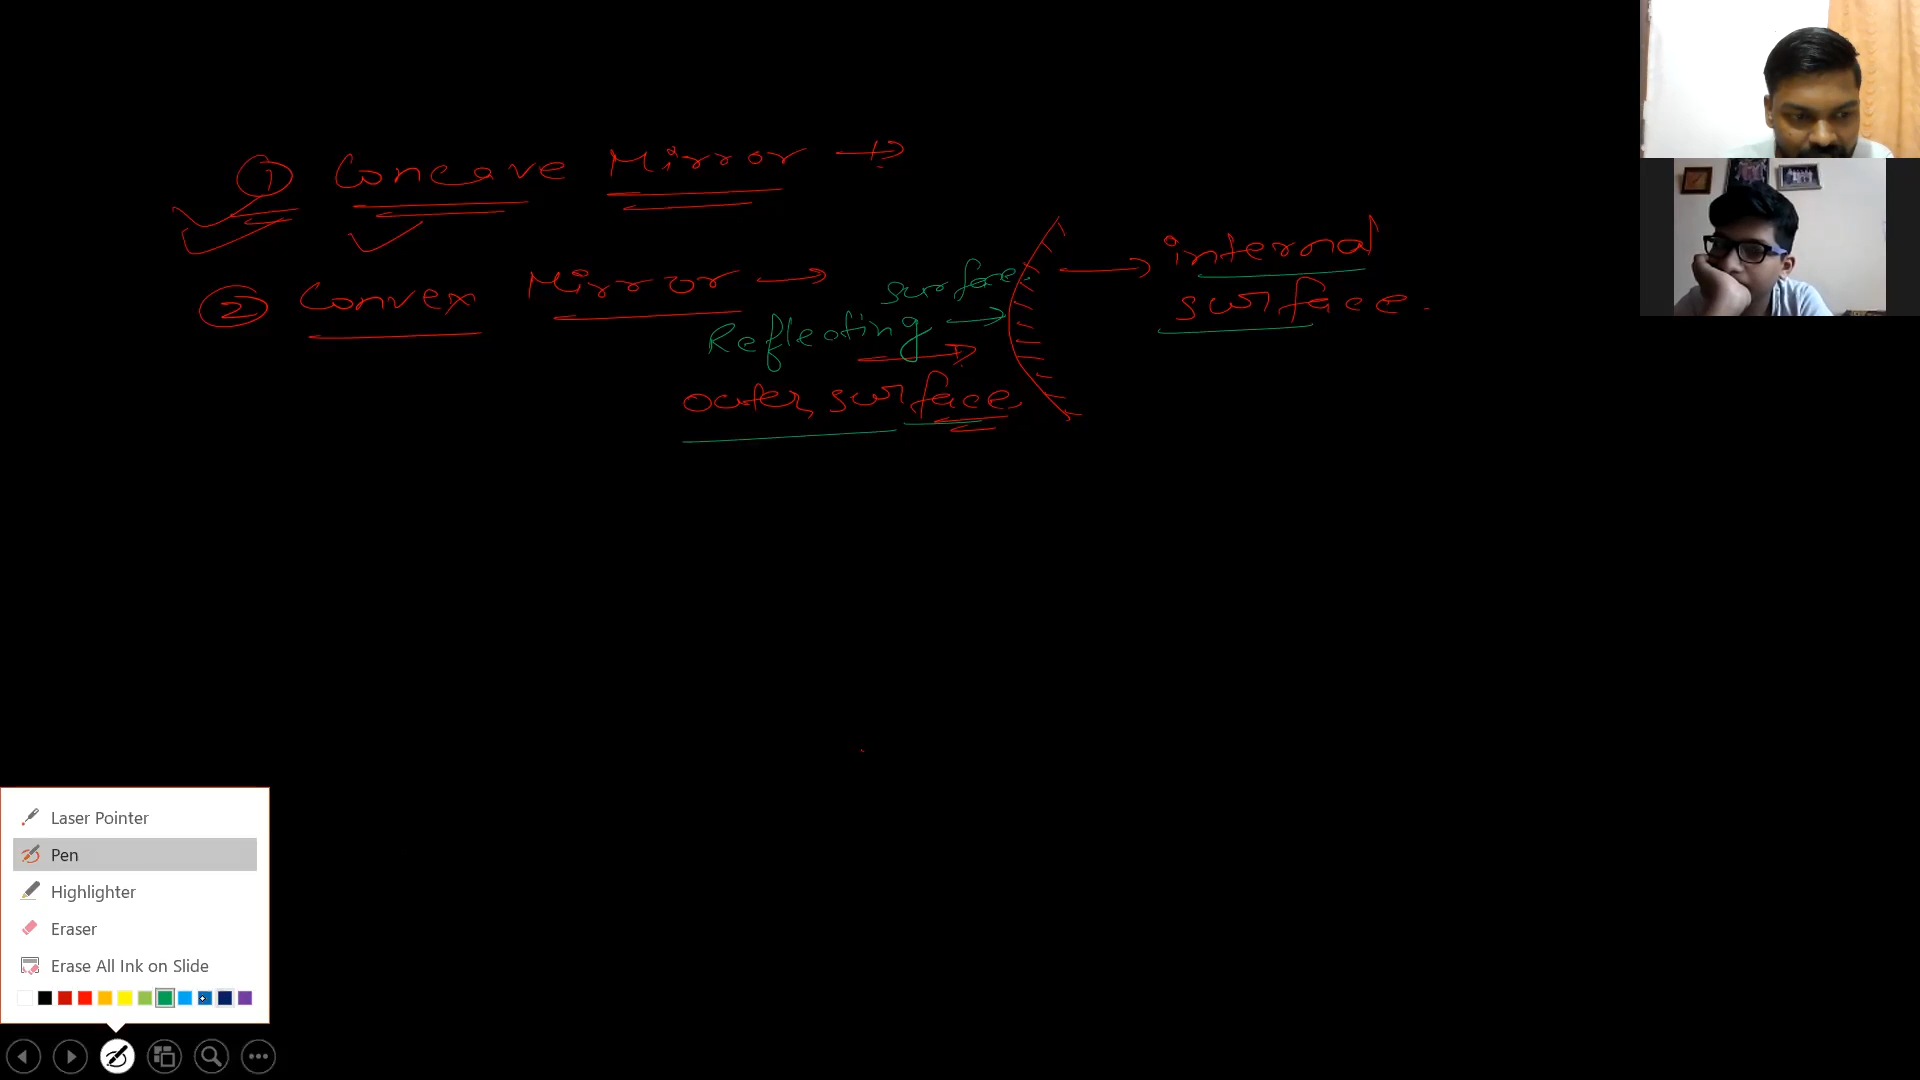 ① Concave Mirror →
② Convex Mirror →
surface
Reflecting →
outer surface
→ internal
surface.
Laser Pointer
Pen
Highlighter
Eraser
Erase All Ink on Slide